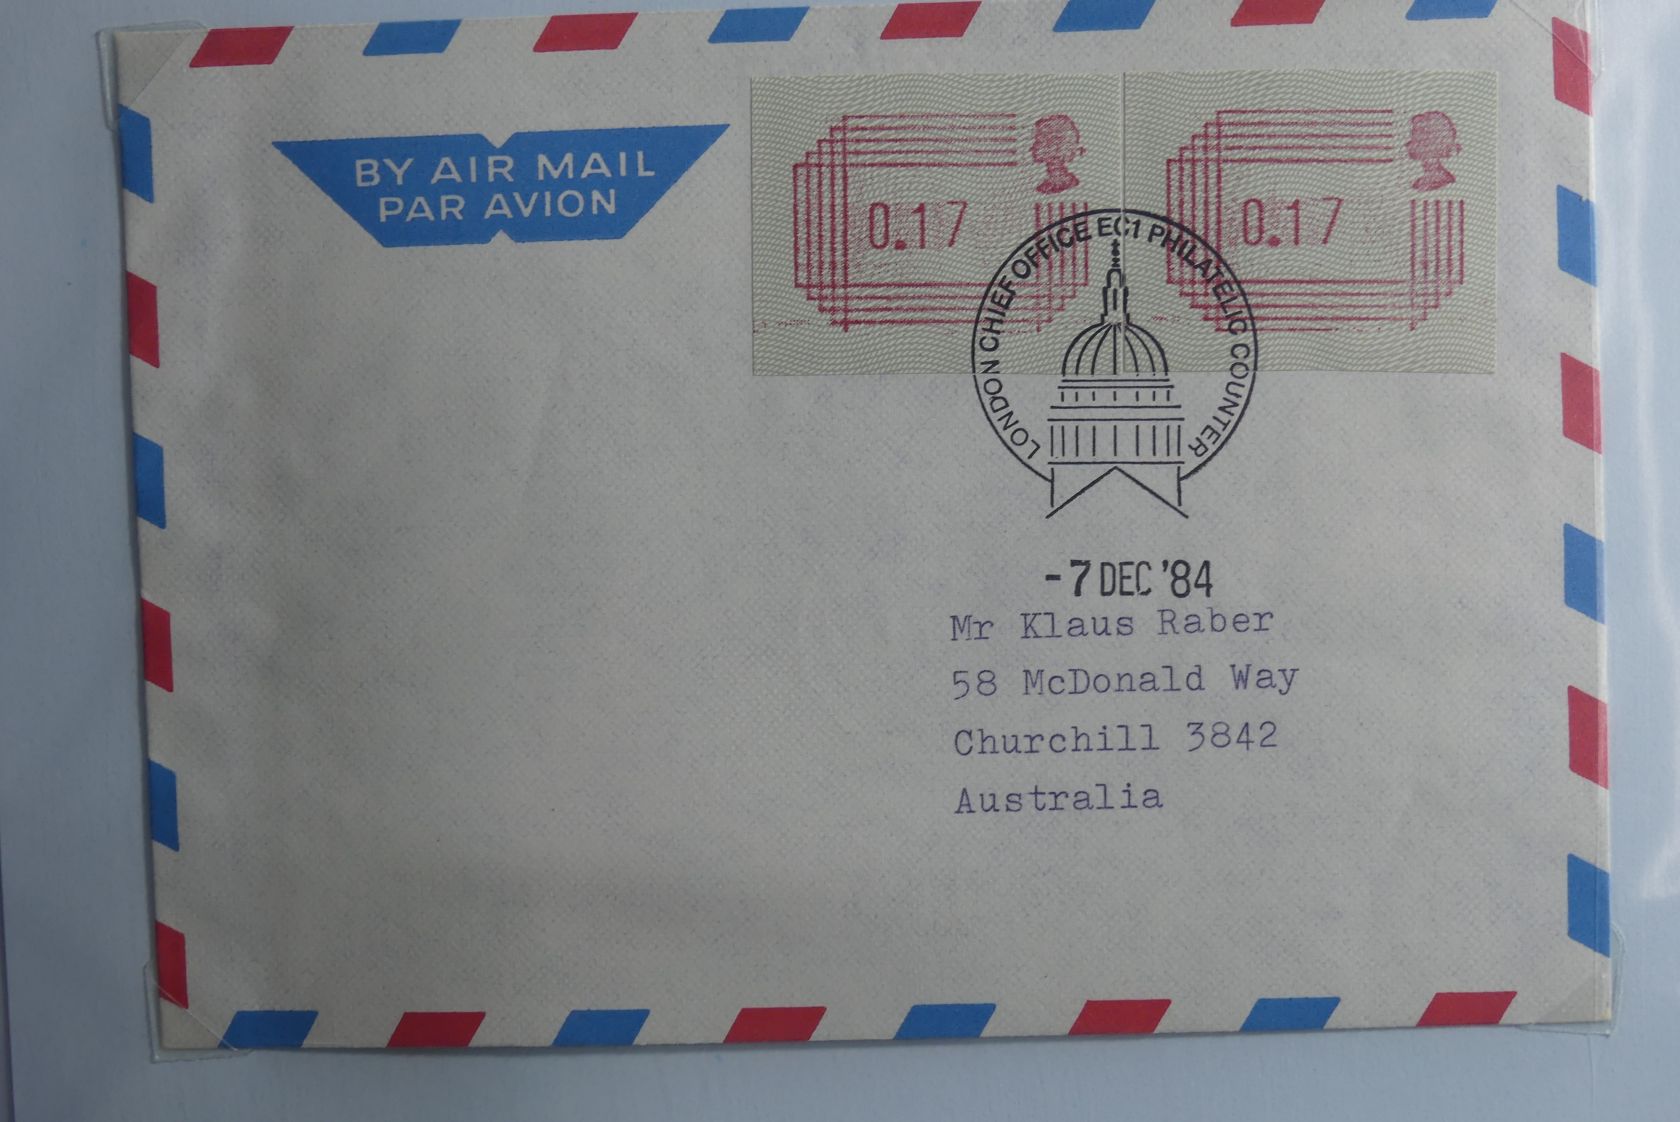 BY AIR MAIL
PAR AVION
0.17
0.17
LONDON CHIEF OFFICE EC1 PHILATELIC COUNTER
-7 DEC '84
Mr Klaus Raber
58 McDonald Way
Churchill 3842
Australia